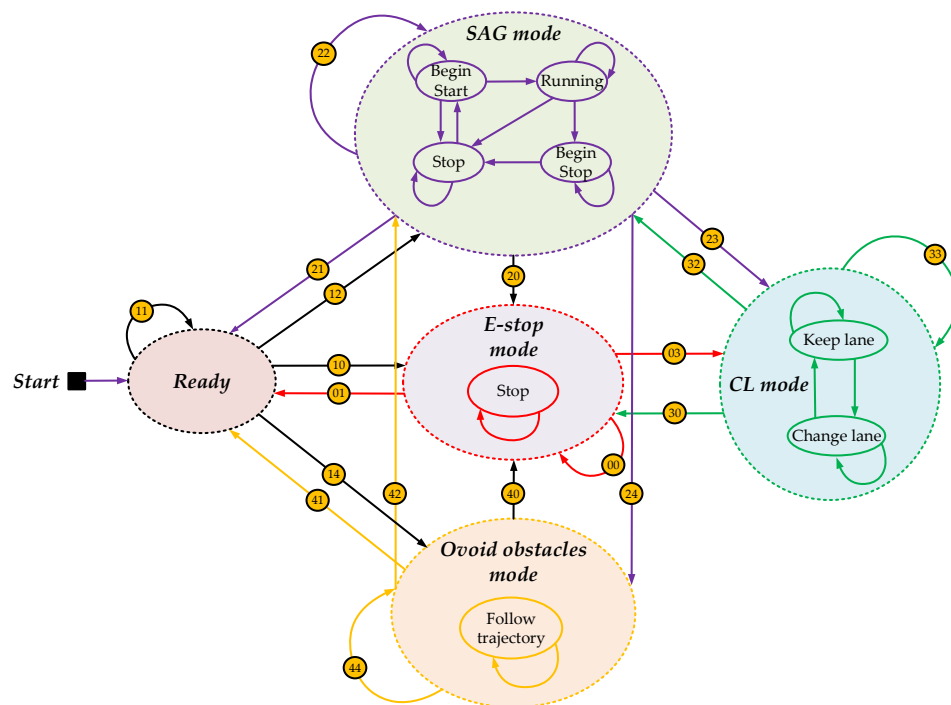 SAG mode
22
Begin
Start
Running
Stop
Begin
Stop
21
12
20
23
32
33
11
Start
Ready
10
01
E-stop
mode
Stop
03
30
00
Keep lane
CL mode
Change lane
14
41
42
40
24
Ovoid obstacles
mode
Follow
trajectory
44